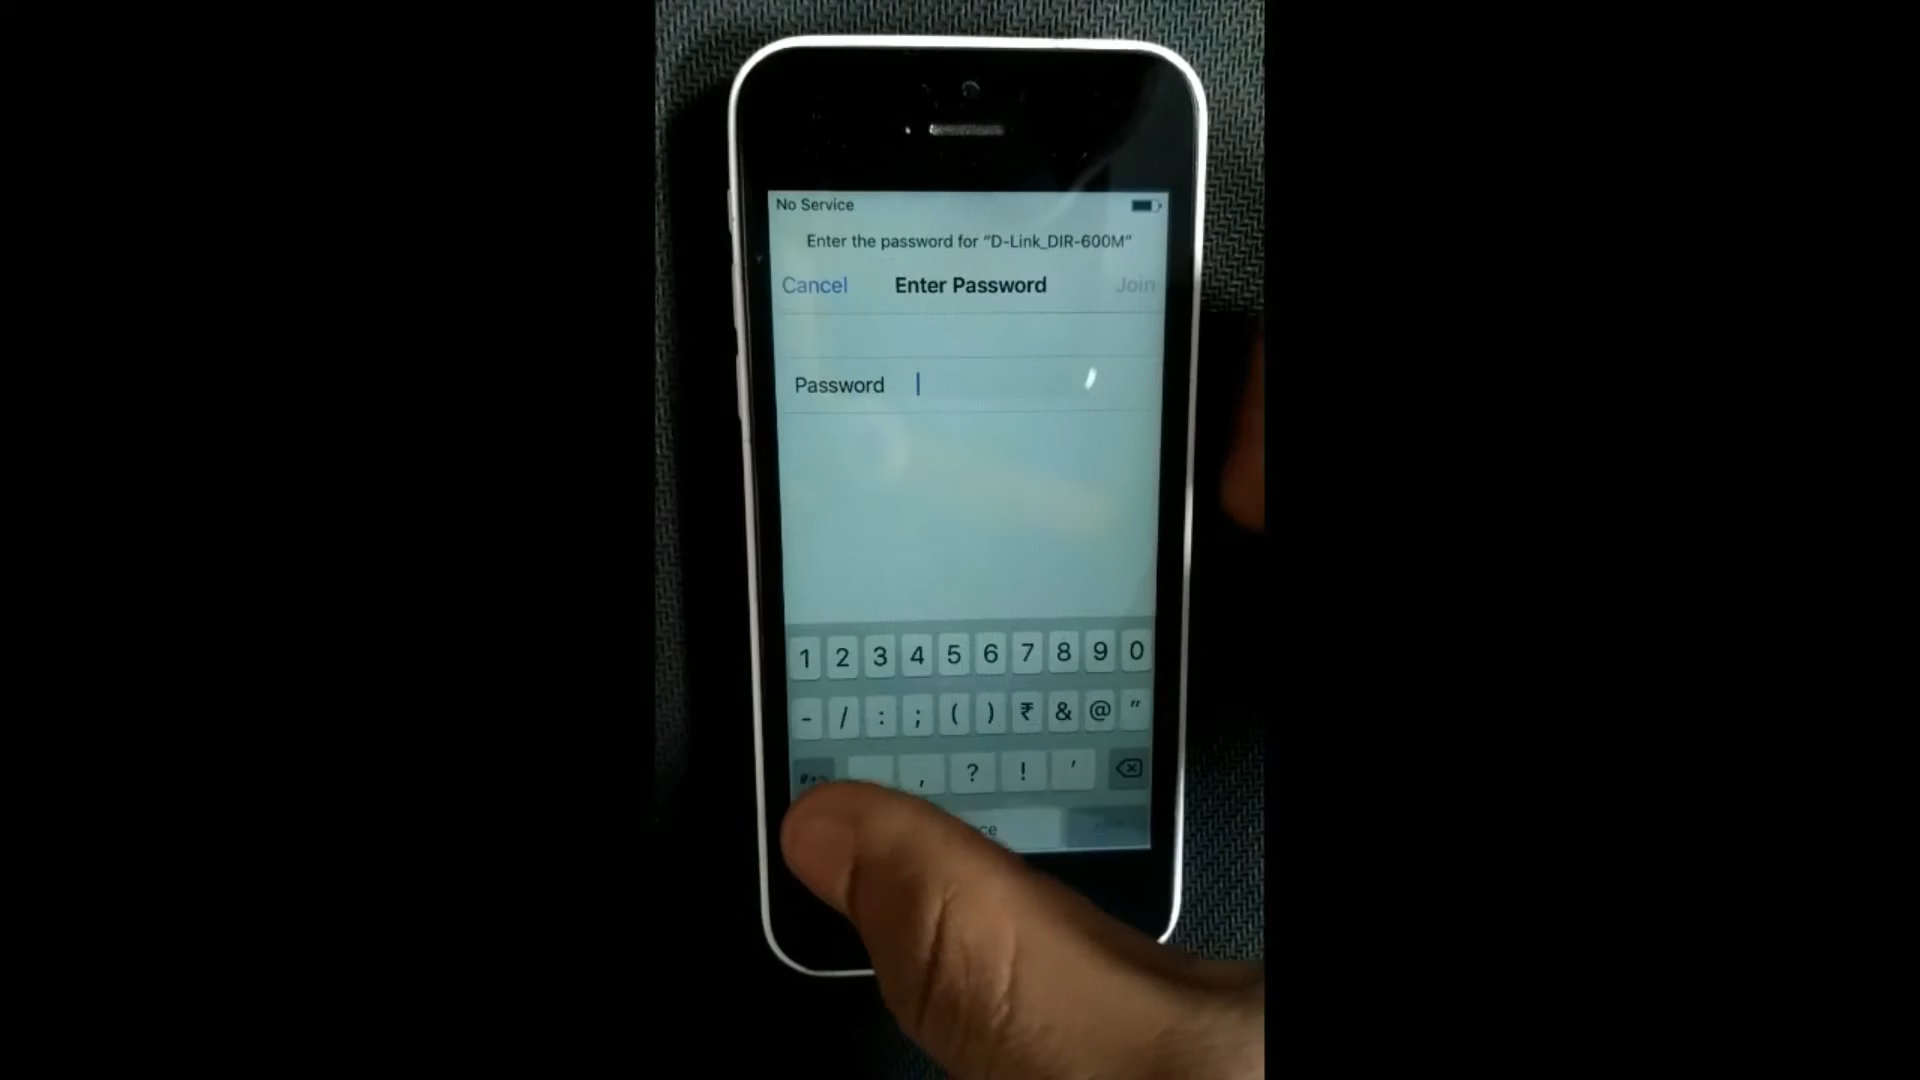 No Service
Enter the password for “D-Link_DIR-600M”
Cancel Enter Password Join
Password
1 2 3 4 5 6 7 8 9 0
- / : ; ( ) ₹ & @ "
, ? ! '